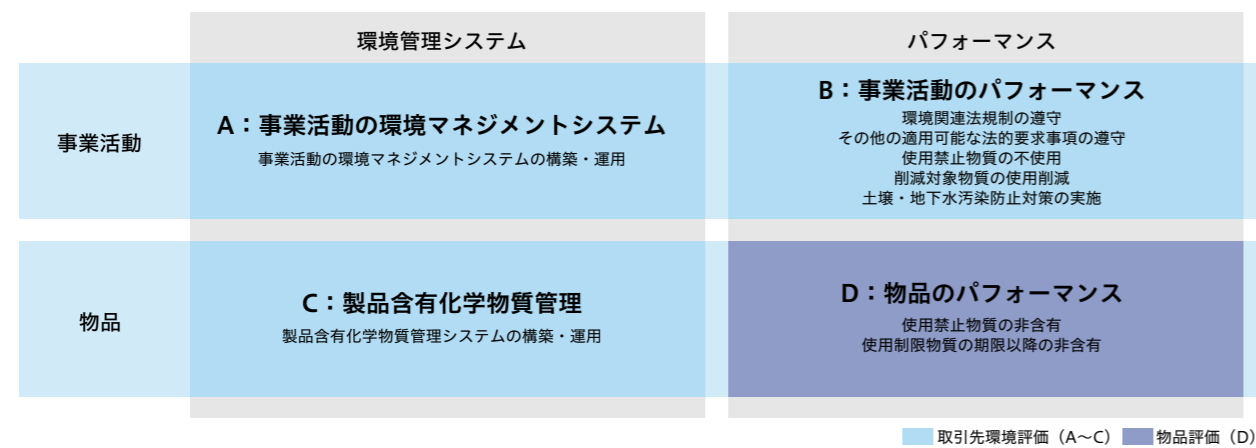 環境管理システム
パフォーマンス
事業活動
A：事業活動の環境マネジメントシステム
事業活動の環境マネジメントシステムの構築・運用
B：事業活動のパフォーマンス
環境関連法規制の遵守
その他の適用可能な法的要求事項の遵守
使用禁止物質の不使用
削減対象物質の使用削減
土壌・地下水汚染防止対策の実施
物品
C：製品含有化学物質管理
製品含有化学物質管理システムの構築・運用
D：物品のパフォーマンス
使用禁止物質の非含有
使用制限物質の期限以降の非含有
取引先環境評価（A～C）
物品評価（D）